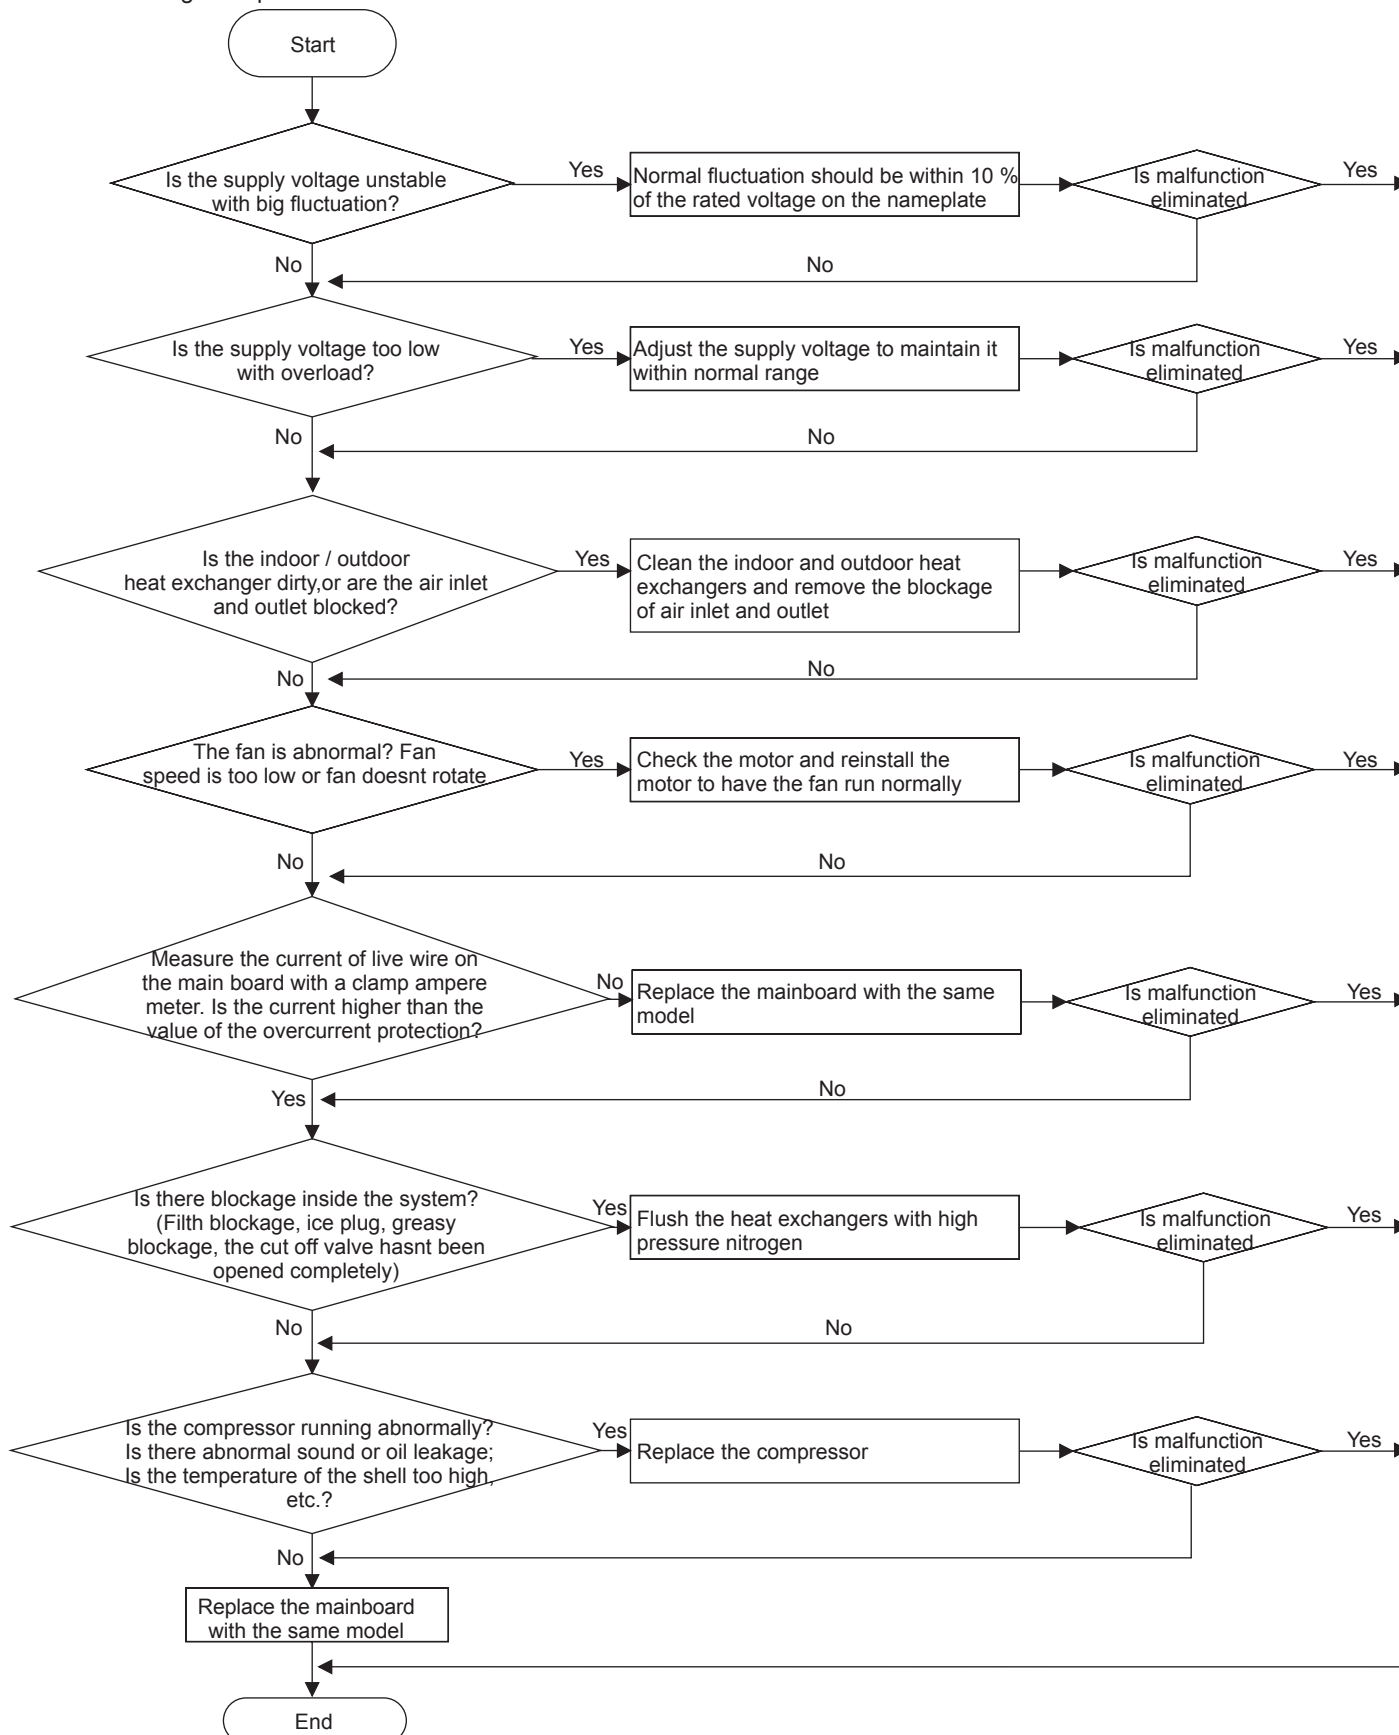 Start
Is the supply voltage unstable
with big fluctuation?
Yes
Normal fluctuation should be within 10 %
of the rated voltage on the nameplate
Is malfunction
eliminated
Yes
No
No
Is the supply voltage too low
with overload?
Yes
Adjust the supply voltage to maintain it
within normal range
Is malfunction
eliminated
Yes
No
No
Is the indoor / outdoor
heat exchanger dirty,or are the air inlet
and outlet blocked?
Yes
Clean the indoor and outdoor heat
exchangers and remove the blockage
of air inlet and outlet
Is malfunction
eliminated
Yes
No
No
The fan is abnormal? Fan
speed is too low or fan doesnt rotate
Yes
Check the motor and reinstall the
motor to have the fan run normally
Is malfunction
eliminated
Yes
No
No
Measure the current of live wire on
the main board with a clamp ampere
meter. Is the current higher than the
value of the overcurrent protection?
No
Replace the mainboard with the same
model
Is malfunction
eliminated
Yes
Yes
No
Is there blockage inside the system?
(Filth blockage, ice plug, greasy
blockage, the cut off valve hasnt been
opened completely)
Yes
Flush the heat exchangers with high
pressure nitrogen
Is malfunction
eliminated
Yes
No
No
Is the compressor running abnormally?
Is there abnormal sound or oil leakage;
Is the temperature of the shell too high,
etc.?
Yes
Replace the compressor
Is malfunction
eliminated
Yes
No
Replace the mainboard
with the same model
End